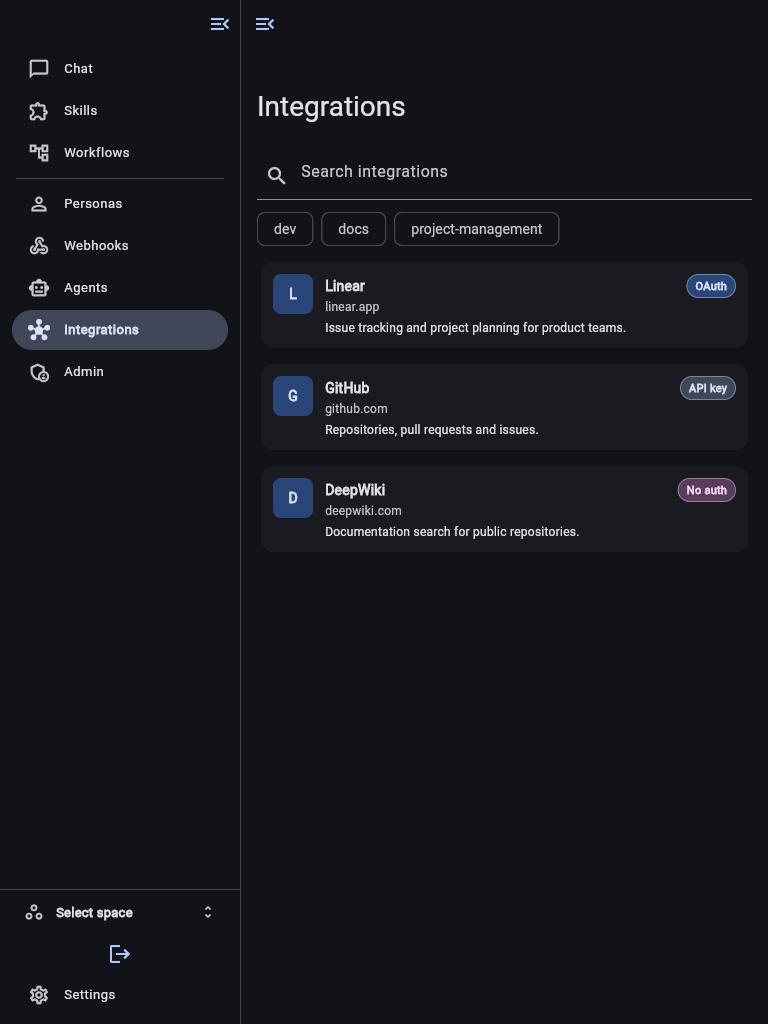 Chat
Skills
Workflows
Personas
Webhooks
Agents
Integrations
Admin
Select space
Settings
Integrations
Search integrations
dev
docs
project-management
L
Linear
OAuth
linear.app
Issue tracking and project planning for product teams.
G
GitHub
API key
github.com
Repositories, pull requests and issues.
D
DeepWiki
No auth
deepwiki.com
Documentation search for public repositories.